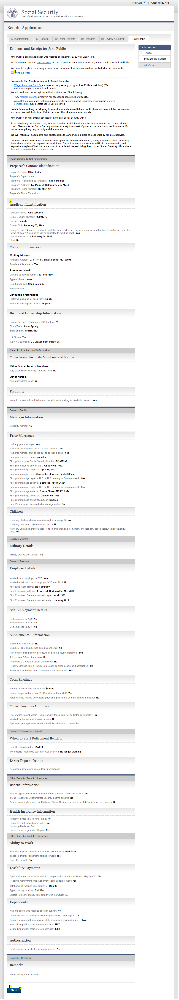 Text Size | Accessibility Help
Social Security
The Official Website of the U.S. Social Security Administration
Benefit Application
Identification General Other Benefits Remarks Review & Submit Next Steps
Evidence and Receipt for Jane Public
Jane Public's benefit application was received on November 5, 2010 at 2:59:47 pm
We recommend that you print this page or save. It provides instructions on what you need to do now for Jane Public.
We cannot complete processing of Jane Public's claim until we have received and verified all of her documents.
Print this Page
Documents She Needs to Submit to Social Security.
• Wages from Jane Public's employer for last year (e.g., copy of Joan Public's W-2 form). We
can accept a photocopy of this document;
We will need, and can accept, uncertified photocopies of the following:
• Any medical evidence already in her possession regarding her disability.
• Award letters, pay stubs, settlement agreements or other proof of temporary or permanent workers'
compensation -type benefits Jane Public received.
Do not delay mailing or bringing in your documents, even if Jane Public does not have all the documents
we need. We will help Jane Public get any other documents she needs.
Jane Public can mail or take her documents to any Social Security Office.
If she submit any documents to us, we must have her Social Security number so that we can match them with her
claim. Please write her Social Security number on a separate sheet of paper and include it with her documents. Do
not write anything on your original documents.
We will return all documents and photocopies to Jane Public unless she specifically tell us otherwise.
Caution: Do not mail foreign records or any Department of Homeland Security (DHS) documents to us - especially
those she is required to keep with her at all times. These documents are extremely difficult, time-consuming and
expensive to replace if lost; and some cannot be replaced. Instead, bring them to her Social Security office where
they will be examined and returned to her.
In this section...
Receipt
Evidence and Receipt
What's Next
Identification: Initial Information
Preparer's Contact Identification
Preparer's Name: Mike Smith
Preparer's Organization:
Preparer's Relationship to Applicant: Family Member
Preparer's Address: 123 Main St, Baltimore, MD, 21244
Preparer's Phone Number: 410 555 1234
Preparer's Phone Extension:
Applicant Identification
Applicant Name: Jane Q Public
Social Security Number: 743991246
Gender: Female
Date of Birth: February 03, 1949
During the last 14 months, unable to work because of illnesses, injuries or conditions that have lasted or are expected
to last at least 12 months or can be expected to result in death: Yes
Unable to work as of: February 24, 1995
Blind: No
Contact Information
Mailing Address
Applicant Address: 234 First St, Silver Spring, MD, 20901
Reside at this address: Yes
Phone and email
Daytime telephone number: 301 555 7890
Type of phone: Home
Best time to call: Noon to 5 p.m.
Email address: --
Language preferences
Preferred language for speaking: English
Preferred language for reading: English
Birth and Citizenship Information
Born in the United States or a U.S. territory : Yes
City of Birth: Silver Spring
State of Birth: MARYLAND
US Citizen: Yes
Type of Citizenship: US Citizen born inside US
Identification: Personal Information
Other Social Security Numbers and Names
Other Social Security Numbers
Any other Social Security Numbers used: No
Other names
Any other names used: No
Disability
Want to receive reduced Retirement benefits while waiting for disability decision: Yes
General: Family
Marriage Information
Currently married: No
Prior Marriages
Had any prior marriages: Yes
Had prior marriage that lasted at least 10 years: No
Had prior marriage that ended due to spouse's death: Yes
First prior spouse's name: John Ex
First prior spouse's Social Security Number: 743999999
First prior spouse's date of birth: January 02, 1950
First prior marriage began on: April 17, 1973
First prior marriage type: Married by Clergy or Public Official
First prior marriage began in U.S. or U.S. territory or Commonwealth: Yes
First prior marriage began in: Bethesda, MARYLAND
First prior marriage ended in U.S. or U.S. territory or Commonwealth: Yes
First prior marriage ended in: Chevy Chase, MARYLAND
First prior marriage ended on: October 05, 1986
First prior marriage ended because of: Divorce
First Prior spouse deceased after marriage ended: No
Children
Have any children who became disabled prior to age 22: No
Have any unmarried children under age 18: No
Have any unmarried children aged 18 to 19 still attending elementary or secondary school (below college level) full
time: No
General: Military
Military Details
Military service prior to 1968: No
General: Earnings
Employer Details
Worked for an employer in 2009: Yes
Worked or will work for an employer in 2010 or 2011: No
First Employer's Name: Big Company
First Employer's address: 1 Corp Rd, Burtonsville, MD, 20866
First Employer - Date employment began: April 1996
First Employer - Date employment ended: January 2011
Self-Employment Details
Self-employed in 2009: No
Self-employed in 2010: No
Self-employed in 2011: No
Supplemental Information
Worked outside the US: No
Spouse or prior spouse worked outside the US: No
Agree with earning history as shown on Social Security statement: Yes
A Corporate Officer of employer: No
Related to a Corporate Officer of employer: No
Receive earnings from a Family Corporation or other closely held corporation: No
Permission granted to conatct employer(s) if necessary: Yes
Total Earnings
Total of all wages and tips in 2009: $45000
Earned wages and tips over $1180 in all months of 2009: Yes
Total earnings include any special payments paid in one year but earned in another: No
Other Pensions/Annuities
Ever worked in a job where Social Security taxes were not deducted or withheld?: No
Worked for the Railroad 5 years or more: No
Spouse or prior spouse worked for the Railroad 5 years or more: No
General: When to Start Benefits
When to Start Retirement Benefits
Benefits should start in: 01/2011
The specific reason this start date was selected: No longer working
Direct Deposit Details
No account information entered for Direct Deposit
Other Benefits: Benefit Information
Benefit Information
Recent application for Supplemental Security Income submitted to SSA: No
Intend to apply for Supplemental Security Income benefits: No
Any previous application(s) for Medicare, Social Security, or Supplemental Security Income benefits: No
Health Insurance Information
Already enrolled in Medicare Part B: No
Desire to enroll in Medicare Part B: No
Receiving Medicaid: No
Covered under a group health plan: No
Other Benefits: Disability Questions
Ability to Work
Illnesses, injuries, conditions that limit ability to work: Bad Back
Illnesses, injuries, conditions related to work: Yes
Now able to work: No
Disability Payments
Applied or intend to apply for worker's compensation or other public disability benefits: No
Received money from employer on/after date unable to work: Yes
Total amount received from employer: $555.00
Type(s) of pay received: Sick Pay
Expect to receive money from employer in the future: No
Dependents
Has one parent who receives one-half support: No
Any years with no earnings while caring for a child under age 3: Yes
Number of years with no earnings while caring for a child under age 3: Two
Years during which there were no earnings: 1997
Years during which there were no earnings: 1998
Authorization
Disclosure of medical information authorized: Yes
Remarks : Remarks
Remarks
The following are your remarks:
Next